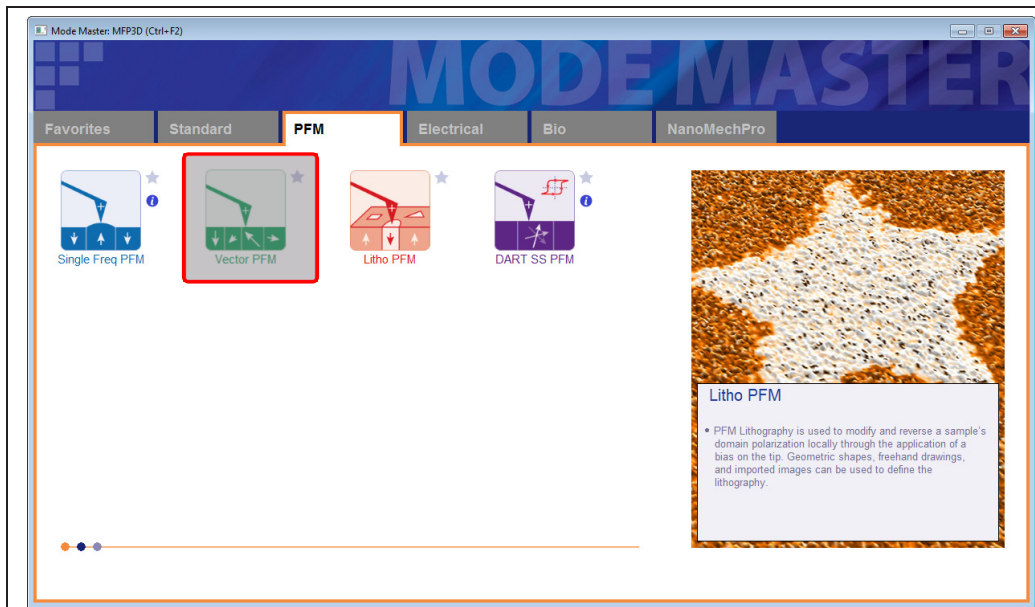 Mode Master: MFP3D (Ctrl+F2)
MODE MASTER
Favorites Standard PFM Electrical Bio NanoMechPro
Single Freq PFM Vector PFM Litho PFM DART SS PFM
Litho PFM
• PFM Lithography is used to modify and reverse a sample's
domain polarization locally through the application of a
bias on the tip. Geometric shapes, freehand drawings,
and imported images can be used to define the
lithography.